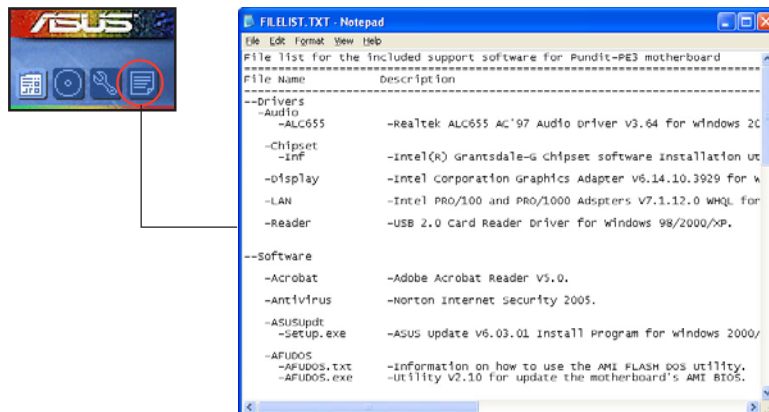 ASUS
FILELIST.TXT - Notepad
File Edit Format View Help
File list for the included support software for Pundit-PE3 motherboard
================================================================
File Name Description
================================================================
--Drivers
-Audio
-ALC655 -Realtek ALC655 AC'97 Audio Driver v3.64 for windows 20
-Chipset
-Inf -Intel(R) Grantsdale-G Chipset software Installation ut
-Display -Intel Corporation Graphics Adapter v6.14.10.3929 for w
-LAN -Intel PRO/100 and PRO/1000 Adspters V7.1.12.0 WHQL for
-Reader -USB 2.0 Card Reader Driver for windows 98/2000/XP.
--Software
-Acrobat -Adobe Acrobat Reader V5.0.
-Antivirus -Norton Internet Security 2005.
-ASUSUpdt
-Setup.exe -ASUS Update v6.03.01 Install Program for windows 2000/
-AFUDOS
-AFUDOS.txt -Information on how to use the AMI FLASH DOS utility.
-AFUDOS.exe -Utility V2.10 for update the motherboard's AMI BIOS.